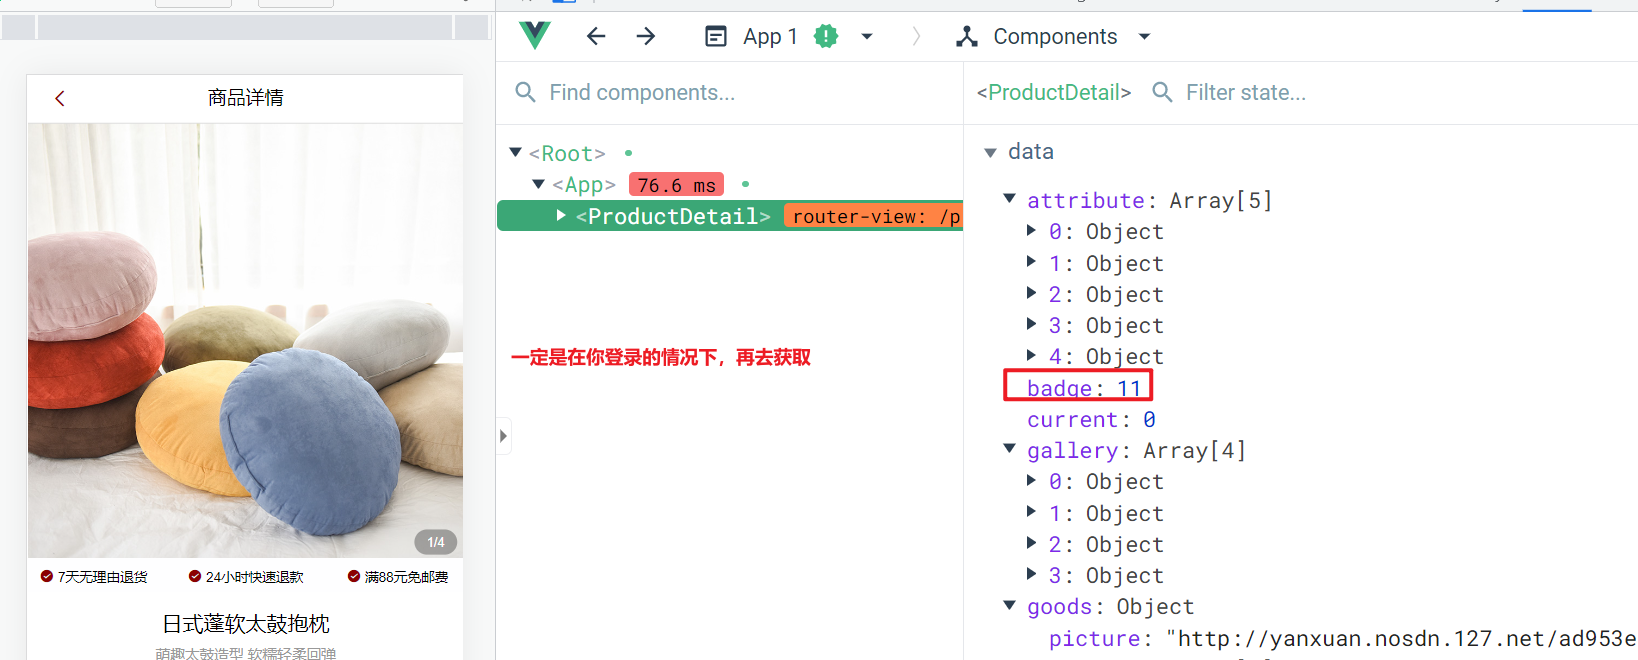 App 1
Components
商品详情
Find components...
<ProductDetail>
Filter state...
<Root>
<App> 76.6 ms
<ProductDetail> router-view: /p
data
attribute: Array[5]
0: Object
1: Object
2: Object
3: Object
4: Object
badge: 11
current: 0
gallery: Array[4]
0: Object
1: Object
2: Object
3: Object
goods: Object
picture: "http://yanxuan.nosdn.127.net/ad953e
一定是在你登录的情况下，再去获取
1/4
7天无理由退货
24小时快速退款
满88元免邮费
日式蓬软太鼓抱枕
萌趣太鼓造型 软糯轻柔回弹